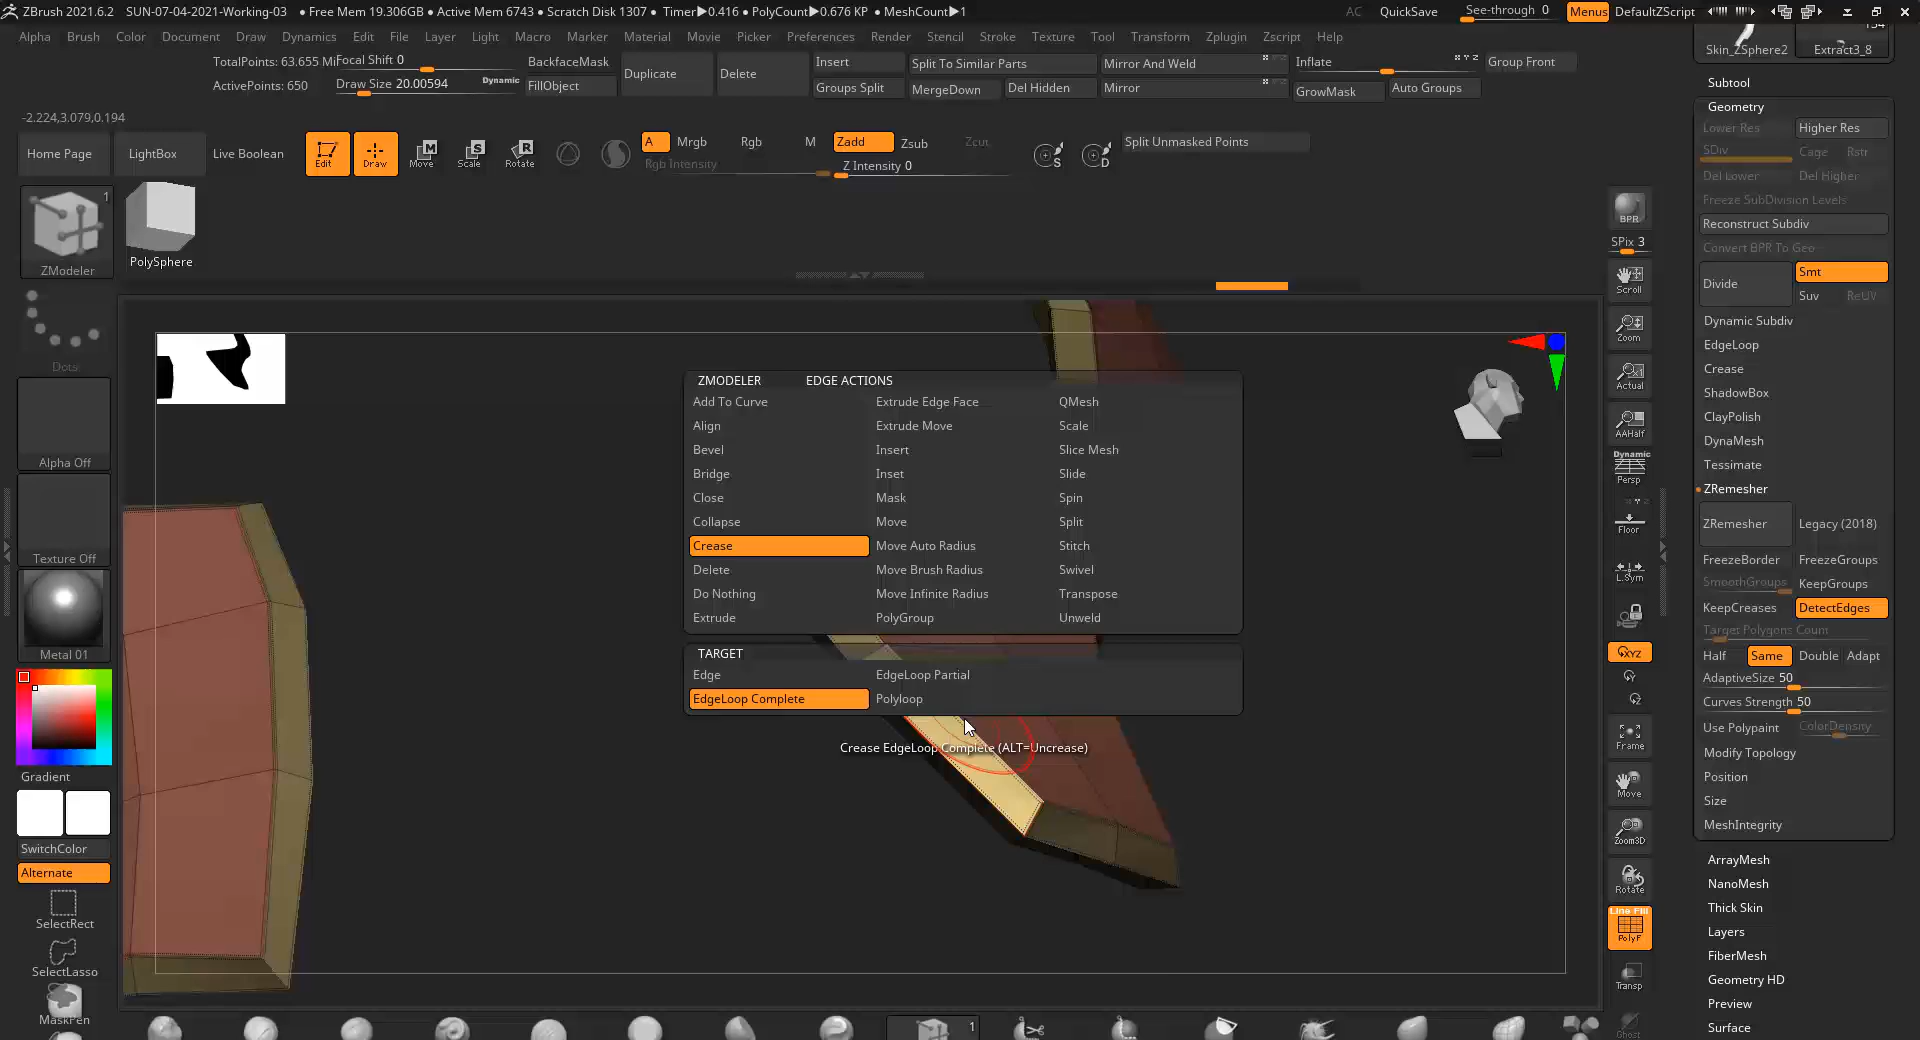 ZBrush 2021.6.2 SUN-07-04-2021-Working-03 • Free Mem 19.306GB • Active Mem 6743 • Scratch Disk 1307 • Timer▶0.416 • PolyCount▶0.676 KP • MeshCount▶1 AC QuickSave See-through 0 Menus DefaultZScript
Alpha Brush Color Document Draw Dynamics Edit File Layer Light Macro Marker Material Movie Picker Preferences Render Stencil Stroke Texture Tool Transform Zplugin Zscript Help
Skin_ZSphere2 Extract3_8
TotalPoints: 63.655 Mi Focal Shift 0 BackfaceMask Duplicate Delete Insert Split To Similar Parts Mirror And Weld Inflate Group Front
ActivePoints: 650 Draw Size 20.00594 Dynamic FillObject Groups Split MergeDown Del Hidden Mirror GrowMask Auto Groups
-2.224,3.079,0.194
Home Page LightBox Live Boolean Edit Draw Move Scale Rotate A Mrgb Rgb M Zadd Zsub Zcut Split Unmasked Points
Rgb Intensity Z Intensity 0
M S R S D
1
ZModeler
PolySphere
Dots
Alpha Off
Texture Off
Metal 01
Gradient
SwitchColor
Alternate
SelectRect
SelectLasso
MaskPen
ZMODELER EDGE ACTIONS
Add To Curve Extrude Edge Face QMesh
Align Extrude Move Scale
Bevel Insert Slice Mesh
Bridge Inset Slide
Close Mask Spin
Collapse Move Split
Crease Move Auto Radius Stitch
Delete Move Brush Radius Swivel
Do Nothing Move Infinite Radius Transpose
Extrude PolyGroup Unweld
TARGET
Edge EdgeLoop Partial
EdgeLoop Complete Polyloop
Crease EdgeLoop Complete (ALT=Uncrease)
1
BPR
SPix 3
Scroll
Zoom
Actual
AAHalf
Dynamic
Persp
Floor
L.Sym
XYZ
Frame
Move
Zoom3D
Rotate
Line Fill
PolyF
Transp
Ghost
Subtool
Geometry
Lower Res Higher Res
SDiv Cage Rstr
Del Lower Del Higher
Freeze SubDivision Levels
Reconstruct Subdiv
Convert BPR To Geo
Divide Smt
Suv ReUV
Dynamic Subdiv
EdgeLoop
Crease
ShadowBox
ClayPolish
DynaMesh
Tessimate
ZRemesher
ZRemesher Legacy (2018)
FreezeBorder FreezeGroups
SmoothGroups KeepGroups
KeepCreases DetectEdges
Target Polygons Count
Half Same Double Adapt
AdaptiveSize 50
Curves Strength 50
Use Polypaint ColorDensity
Modify Topology
Position
Size
MeshIntegrity
ArrayMesh
NanoMesh
Thick Skin
Layers
FiberMesh
Geometry HD
Preview
Surface